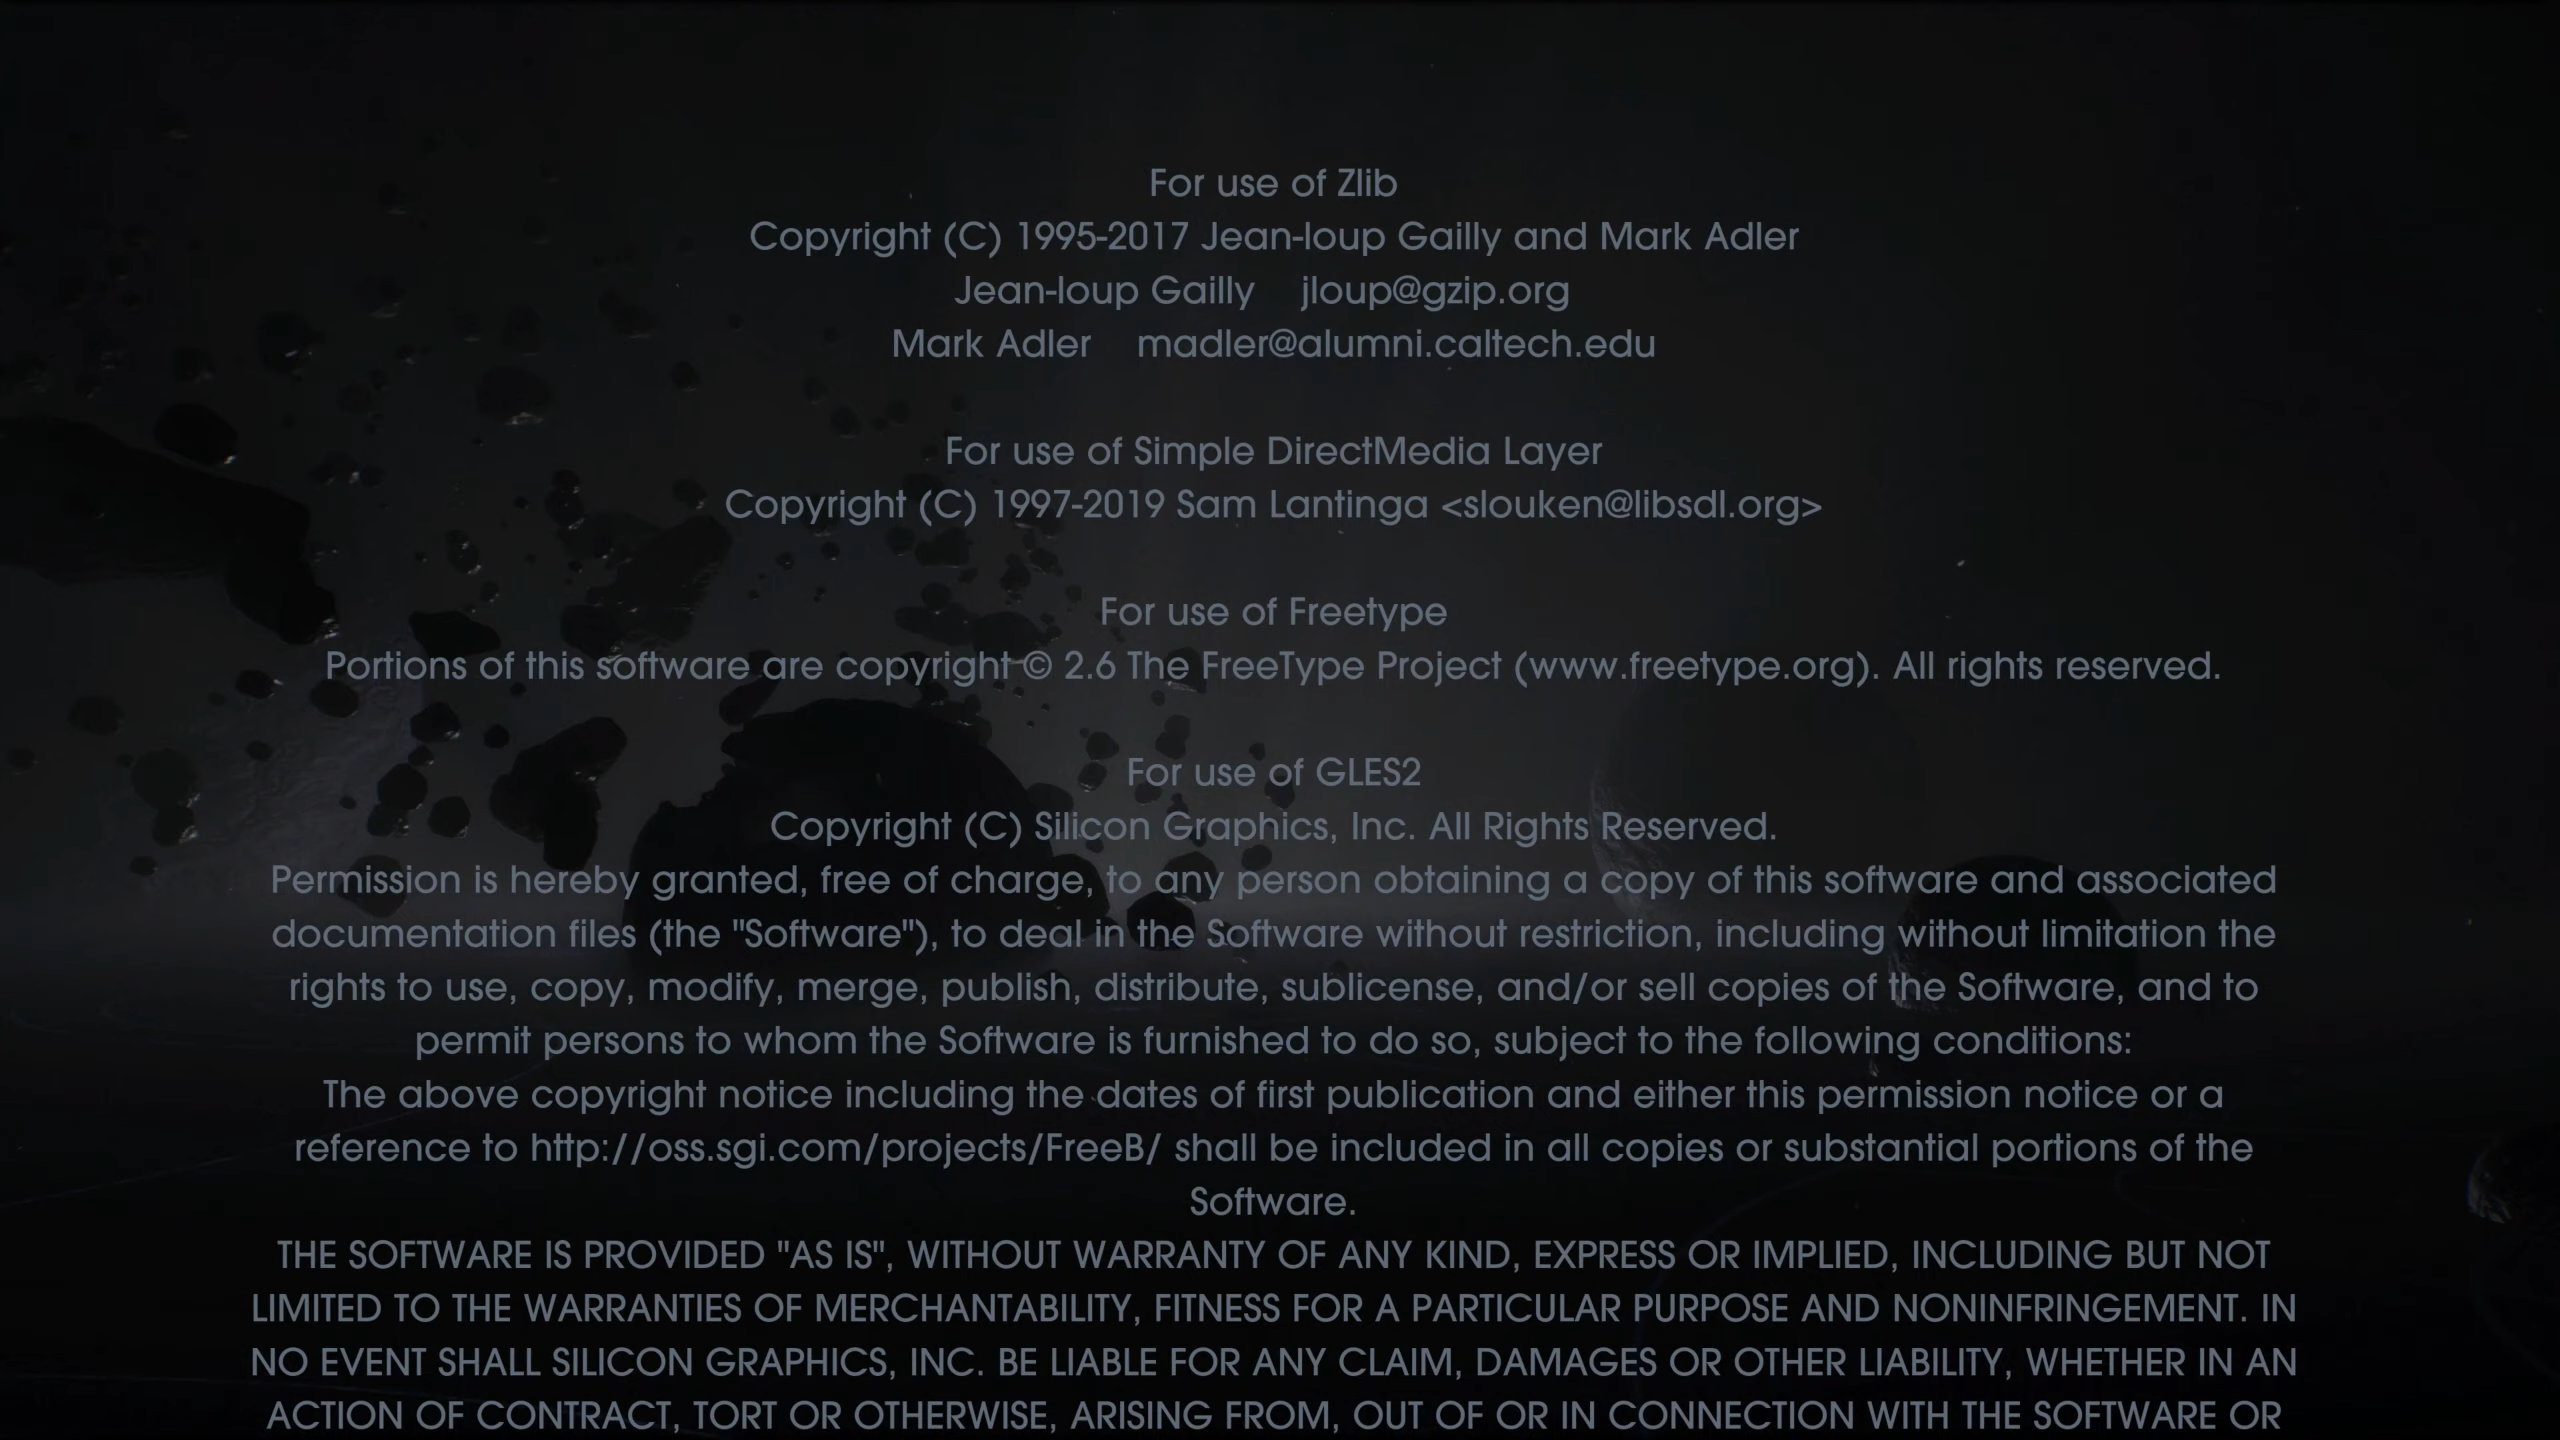 For use of Zlib
Copyright (C) 1995-2017 Jean-loup Gailly and Mark Adler
Jean-loup Gailly    jloup@gzip.org
Mark Adler    madler@alumni.caltech.edu
For use of Simple DirectMedia Layer
Copyright (C) 1997-2019 Sam Lantinga <slouken@libsdl.org>
For use of Freetype
Portions of this software are copyright © 2.6 The FreeType Project (www.freetype.org). All rights reserved.
For use of GLES2
Copyright (C) Silicon Graphics, Inc. All Rights Reserved.
Permission is hereby granted, free of charge, to any person obtaining a copy of this software and associated
documentation files (the "Software"), to deal in the Software without restriction, including without limitation the
rights to use, copy, modify, merge, publish, distribute, sublicense, and/or sell copies of the Software, and to
permit persons to whom the Software is furnished to do so, subject to the following conditions:
The above copyright notice including the dates of first publication and either this permission notice or a
reference to http://oss.sgi.com/projects/FreeB/ shall be included in all copies or substantial portions of the
Software.
THE SOFTWARE IS PROVIDED "AS IS", WITHOUT WARRANTY OF ANY KIND, EXPRESS OR IMPLIED, INCLUDING BUT NOT
LIMITED TO THE WARRANTIES OF MERCHANTABILITY, FITNESS FOR A PARTICULAR PURPOSE AND NONINFRINGEMENT. IN
NO EVENT SHALL SILICON GRAPHICS, INC. BE LIABLE FOR ANY CLAIM, DAMAGES OR OTHER LIABILITY, WHETHER IN AN
ACTION OF CONTRACT, TORT OR OTHERWISE, ARISING FROM, OUT OF OR IN CONNECTION WITH THE SOFTWARE OR